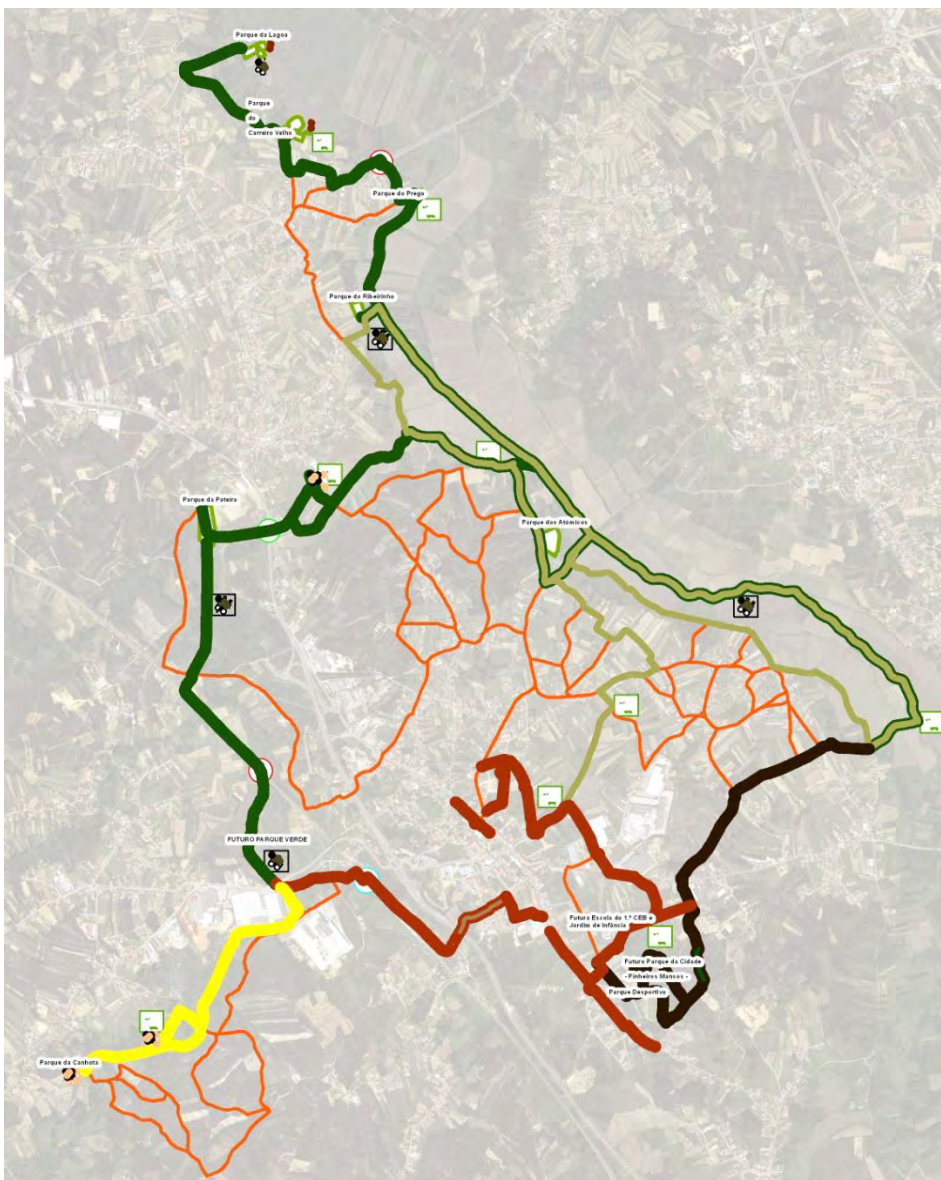 Parque da Lagoa
Parque
do
Carreiro Velho
Parque do Prego
Parque do Ribeirinho
Parque da Pateira
Parque dos Atómicos
FUTURO PARQUE VERDE
Futura Escola do 1.º CEB e
Jardim de Infância
Futuro Parque da Cidade
- Pinheiros Mansos -
Parque Desportivo
Parque da Canhota